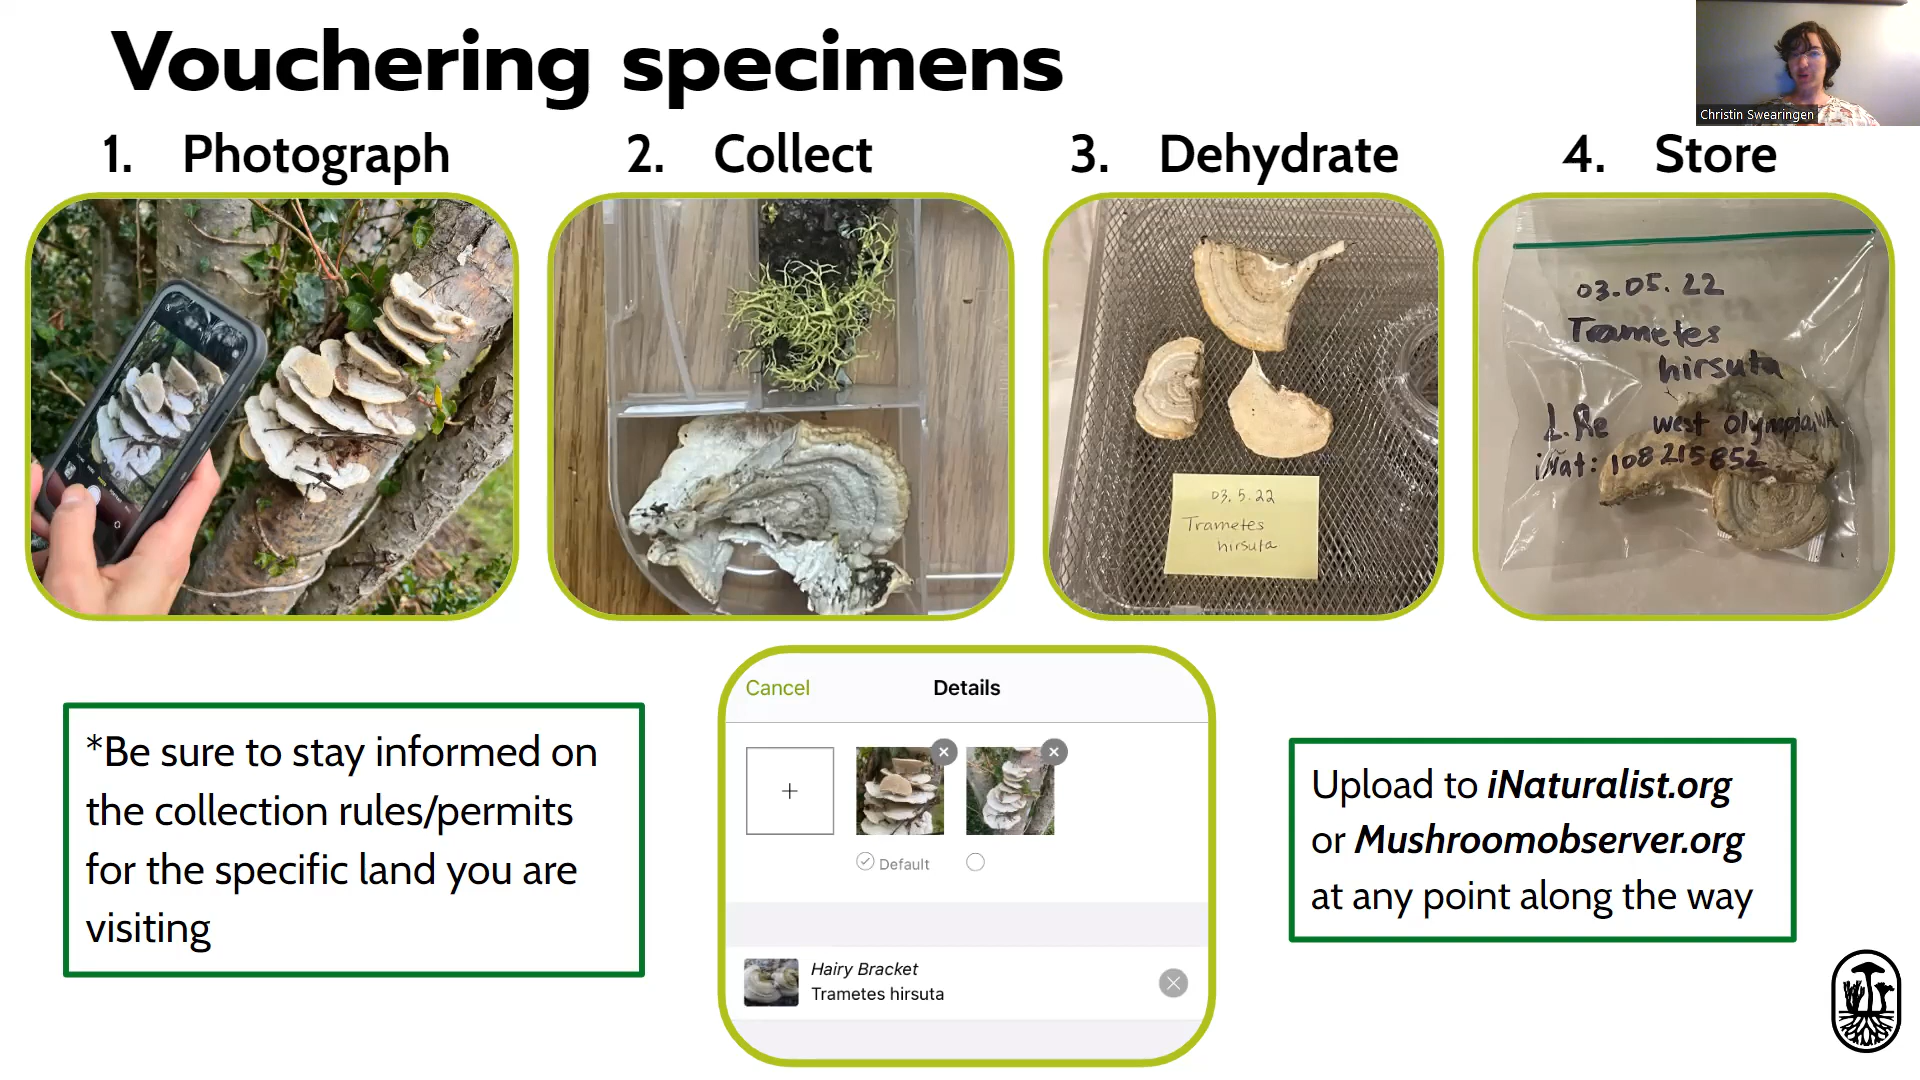 Vouchering specimens
Christin Swearingen
1. Photograph
2. Collect
3. Dehydrate
4. Store
03.5.22
Trametes
hirsuta
03.05.22
Trametes
hirsuta
J.Re West Olympia, WA
iNat: 108215852
*Be sure to stay informed on
the collection rules/permits
for the specific land you are
visiting
Cancel
Details
Default
Hairy Bracket
Trametes hirsuta
Upload to iNaturalist.org
or Mushroomobserver.org
at any point along the way